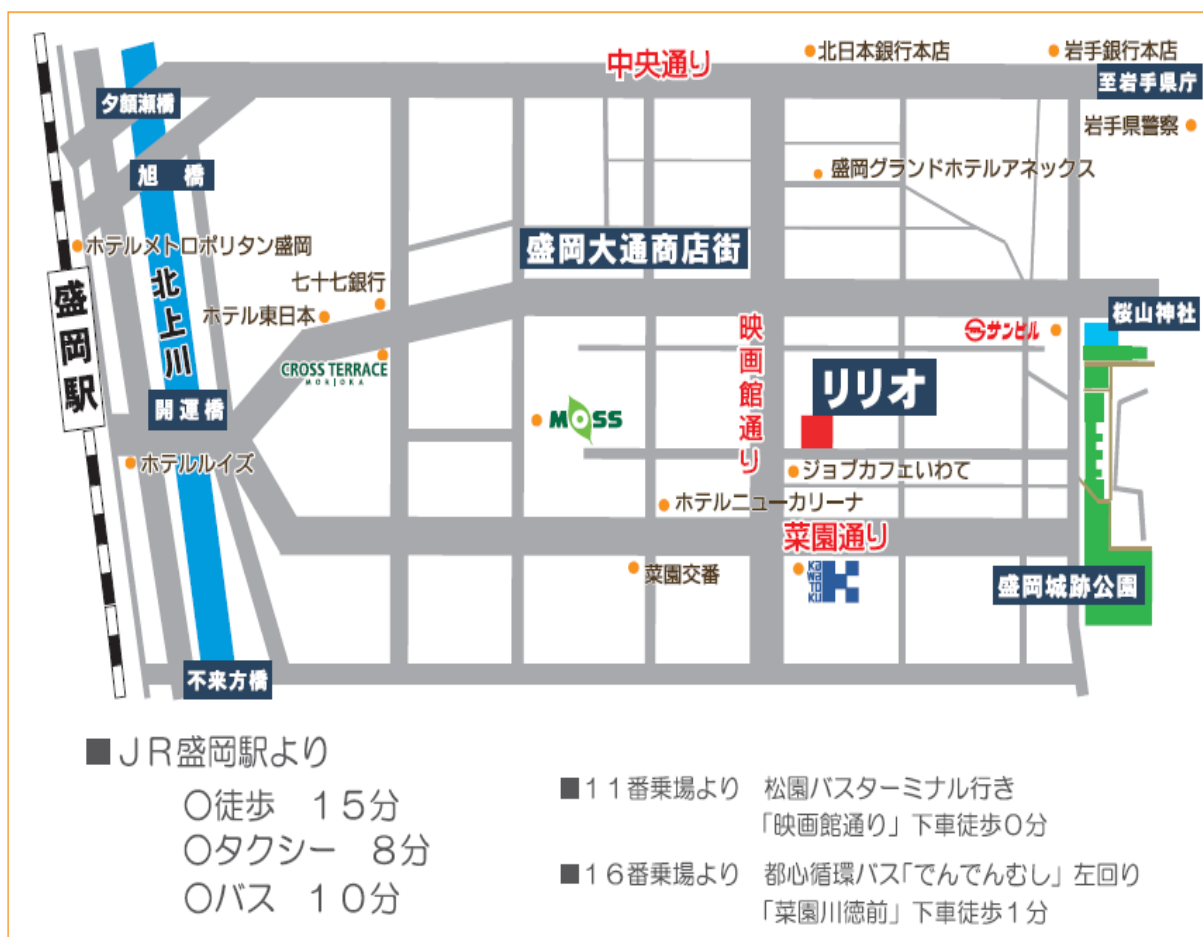 中央通り
北日本銀行本店
岩手銀行本店
至岩手県庁
夕顔瀬橋
岩手県警察
旭 橋
盛岡グランドホテルアネックス
ホテルメトロポリタン盛岡
盛岡大通商店街
北上川
七十七銀行
盛岡駅
ホテル東日本
桜山神社
映画館通り
サンビル
CROSS TERRACE
MORIOKA
リリオ
開運橋
MOSS
ホテルルイズ
ジョブカフェいわて
ホテルニューカリーナ
菜園通り
菜園交番
KAWATOKU
盛岡城跡公園
不来方橋
■ＪＲ盛岡駅より
○徒歩 １５分
○タクシー ８分
○バス １０分
■１１番乗場より 松園バスターミナル行き
「映画館通り」下車徒歩０分
■１６番乗場より 都心循環バス「でんでんむし」左回り
「菜園川徳前」下車徒歩１分